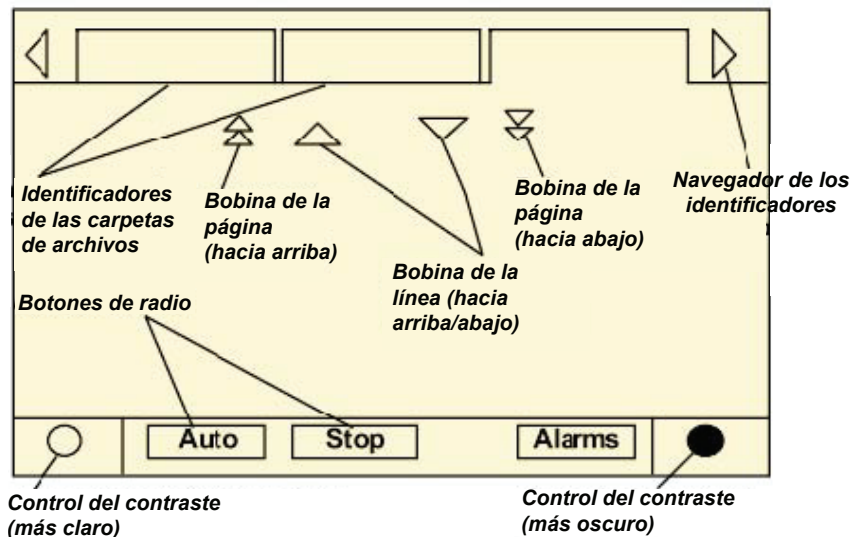 Identificadores
de las carpetas
de archivos
Bobina de la
página
(hacia arriba)
Bobina de la
línea (hacia
arriba/abajo)
Bobina de la
página
(hacia abajo)
Navegador de los
identificadores
Botones de radio
Auto
Stop
Alarms
Control del contraste
(más claro)
Control del contraste
(más oscuro)